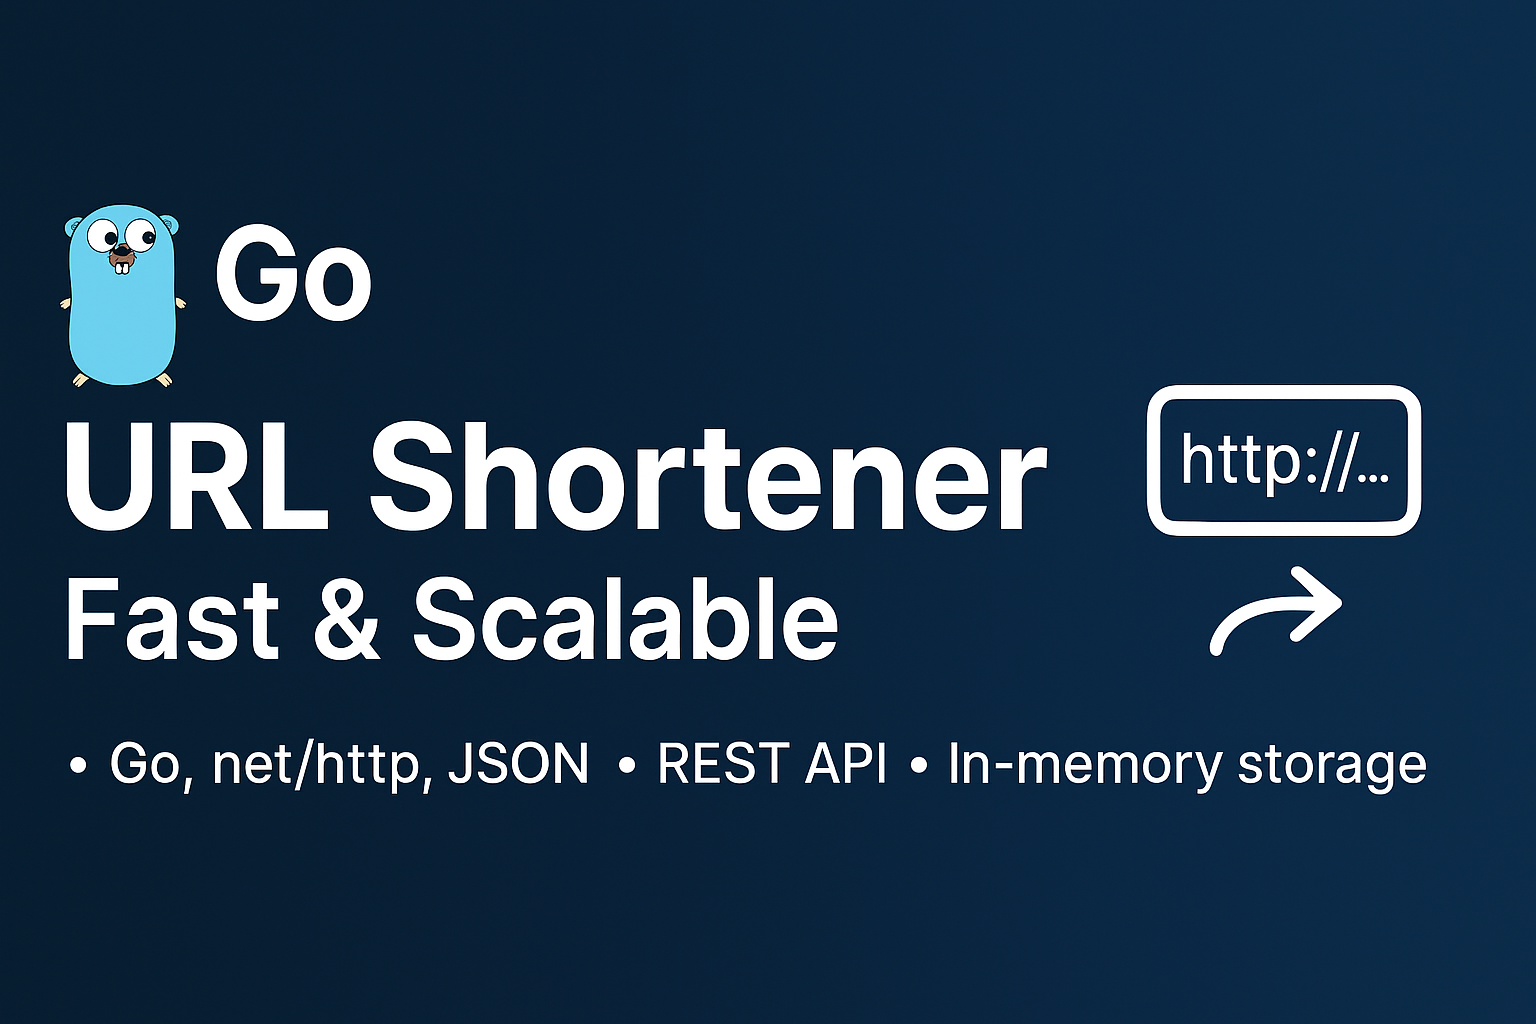 Go
URL Shortener
http://...
Fast & Scalable
• Go, net/http, JSON • REST API • In-memory storage